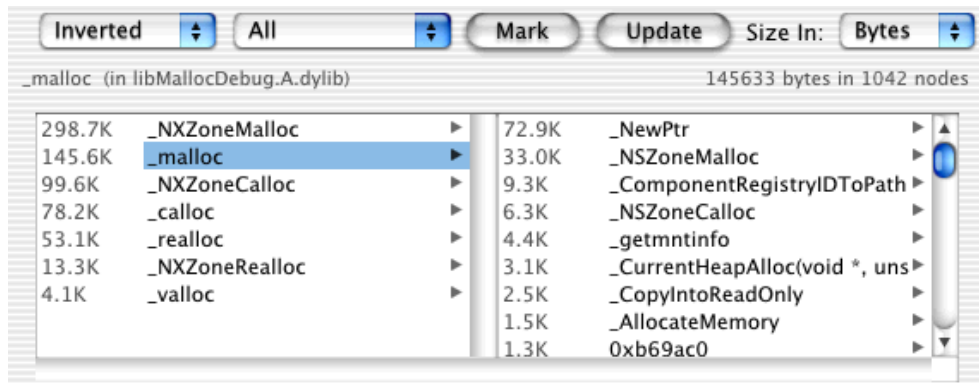 Inverted All Mark Update Size In: Bytes
_malloc (in libMallocDebug.A.dylib) 145633 bytes in 1042 nodes
298.7K _NXZoneMalloc
145.6K _malloc
99.6K _NXZoneCalloc
78.2K _calloc
53.1K _realloc
13.3K _NXZoneRealloc
4.1K _valloc
72.9K _NewPtr
33.0K _NSZoneMalloc
9.3K _ComponentRegistryIDToPath
6.3K _NSZoneCalloc
4.4K _getmntinfo
3.1K _CurrentHeapAlloc(void *, uns
2.5K _CopyIntoReadOnly
1.5K _AllocateMemory
1.3K 0xb69ac0